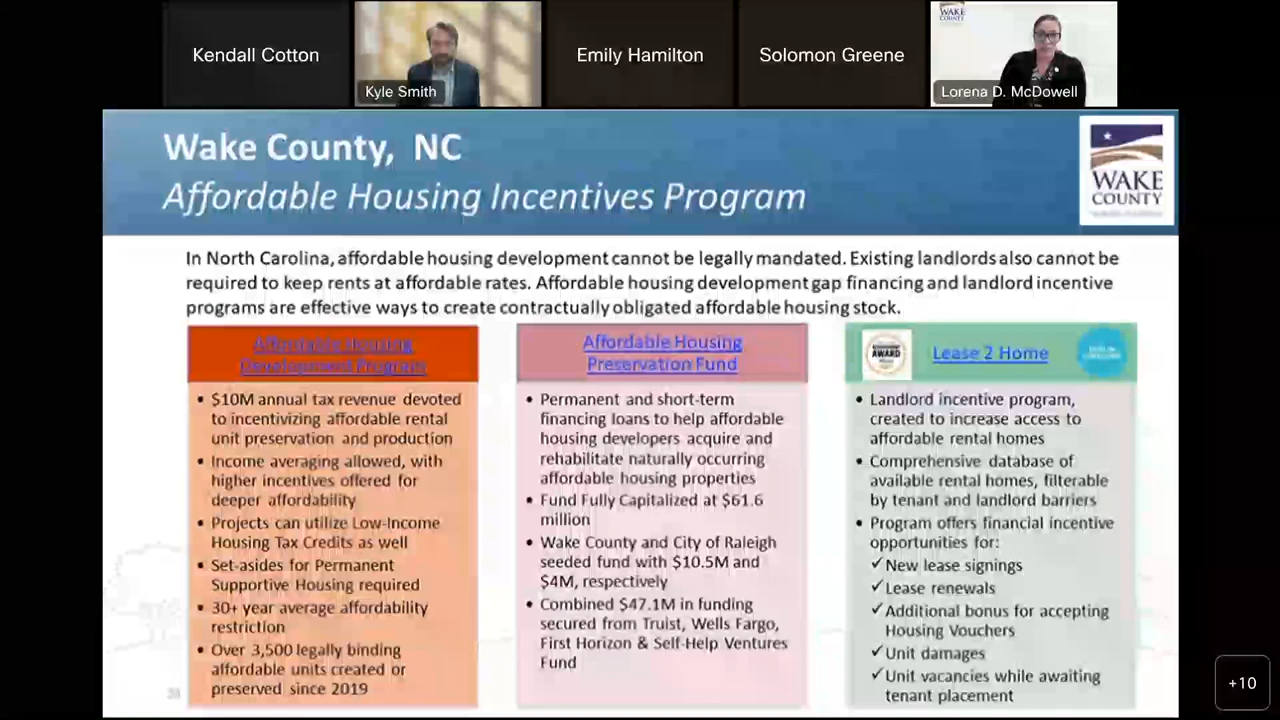 Kendall Cotton
Kyle Smith
Emily Hamilton
Solomon Greene
WAKE
COUNTY
Lorena D. McDowell
Wake County, NC
Affordable Housing Incentives Program
WAKE
COUNTY
In North Carolina, affordable housing development cannot be legally mandated. Existing landlords also cannot be
required to keep rents at affordable rates. Affordable housing development gap financing and landlord incentive
programs are effective ways to create contractually obligated affordable housing stock.
Affordable Housing
Development Program
• $10M annual tax revenue devoted
to incentivizing affordable rental
unit preservation and production
• Income averaging allowed, with
higher incentives offered for
deeper affordability
• Projects can utilize Low-Income
Housing Tax Credits as well
• Set-asides for Permanent
Supportive Housing required
• 30+ year average affordability
restriction
• Over 3,500 legally binding
affordable units created or
preserved since 2019
Affordable Housing
Preservation Fund
• Permanent and short-term
financing loans to help affordable
housing developers acquire and
rehabilitate naturally occurring
affordable housing properties
• Fund Fully Capitalized at $61.6
million
• Wake County and City of Raleigh
seeded fund with $10.5M and
$4M, respectively
• Combined $47.1M in funding
secured from Truist, Wells Fargo,
First Horizon & Self-Help Ventures
Fund
AWARD
Lease 2 Home
• Landlord incentive program,
created to increase access to
affordable rental homes
• Comprehensive database of
available rental homes, filterable
by tenant and landlord barriers
• Program offers financial incentive
opportunities for:
✓New lease signings
✓Lease renewals
✓Additional bonus for accepting
Housing Vouchers
✓Unit damages
✓Unit vacancies while awaiting
tenant placement
+10